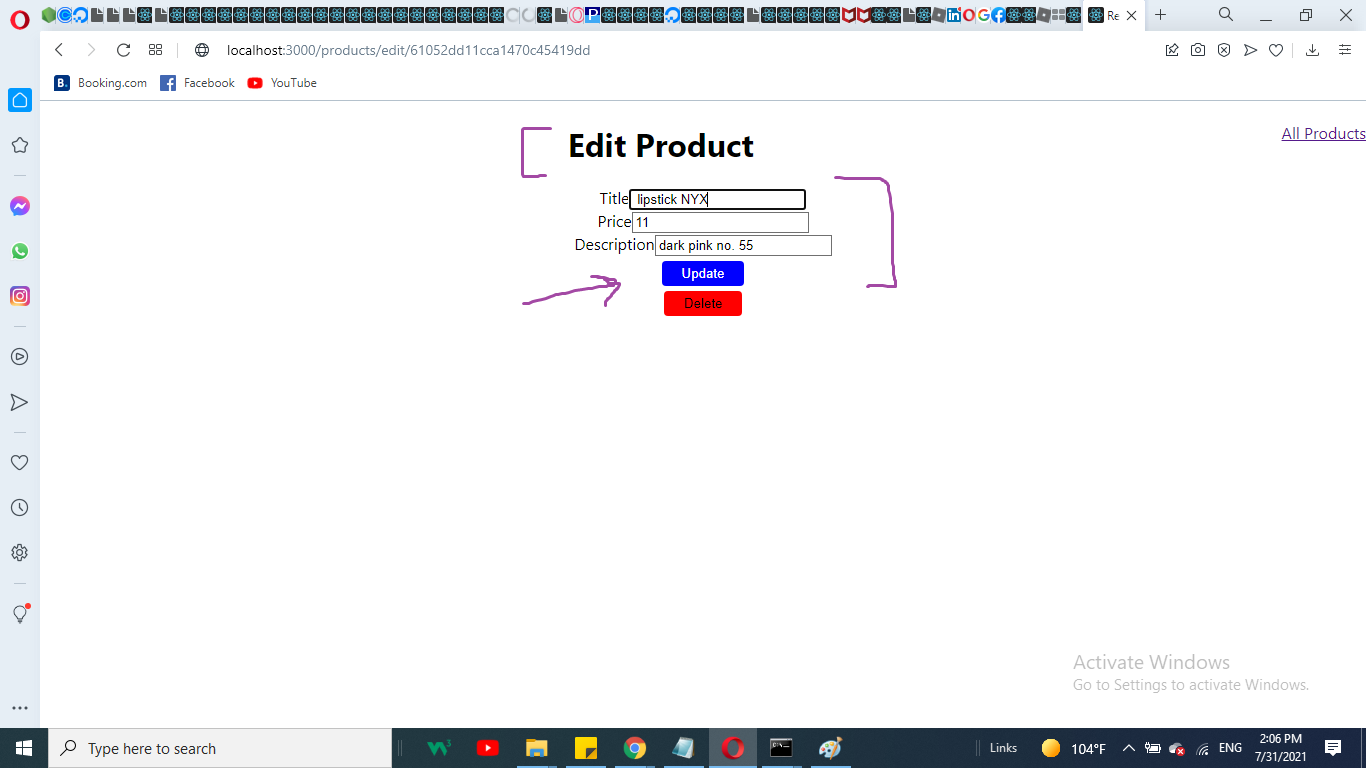 Re
localhost:3000/products/edit/61052dd11cca1470c45419dd
B. Booking.com Facebook YouTube
All Products
Edit Product
Title lipstick NYX
Price 11
Description dark pink no. 55
Update
Delete
Activate Windows
Go to Settings to activate Windows.
Type here to search
Links
104°F
ENG
2:06 PM
7/31/2021